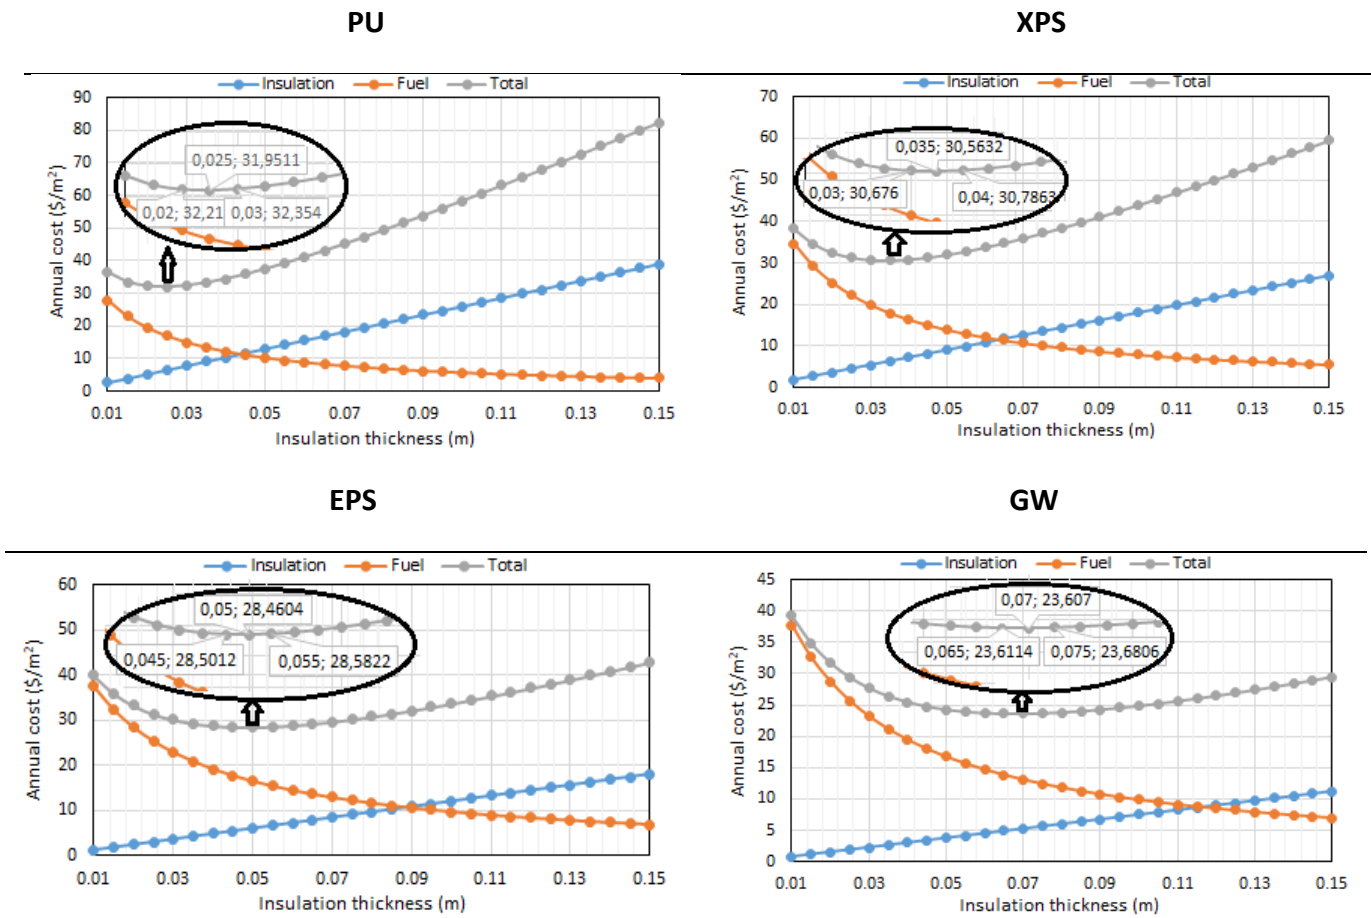 PU
Insulation Fuel Total
90
80
70
60
50
40
30
20
10
0
Annual cost ($/m²)
0,025; 31,9511
0,02; 32,21 0,03; 32,354
0.01 0.03 0.05 0.07 0.09 0.11 0.13 0.15
Insulation thickness (m)
XPS
Insulation Fuel Total
70
60
50
40
30
20
10
0
Annual cost ($/m²)
0,035; 30,5632
0,03; 30,676 0,04; 30,7863
0.01 0.03 0.05 0.07 0.09 0.11 0.13 0.15
Insulation thickness (m)
EPS
Insulation Fuel Total
60
50
40
30
20
10
0
Annual cost ($/m²)
0,05; 28,4604
0,045; 28,5012 0,055; 28,5822
0.01 0.03 0.05 0.07 0.09 0.11 0.13 0.15
Insulation thickness (m)
GW
Insulation Fuel Total
45
40
35
30
25
20
15
10
5
0
Annual cost ($/m²)
0,07; 23,607
0,065; 23,6114 0,075; 23,6806
0.01 0.03 0.05 0.07 0.09 0.11 0.13 0.15
Insulation thickness (m)